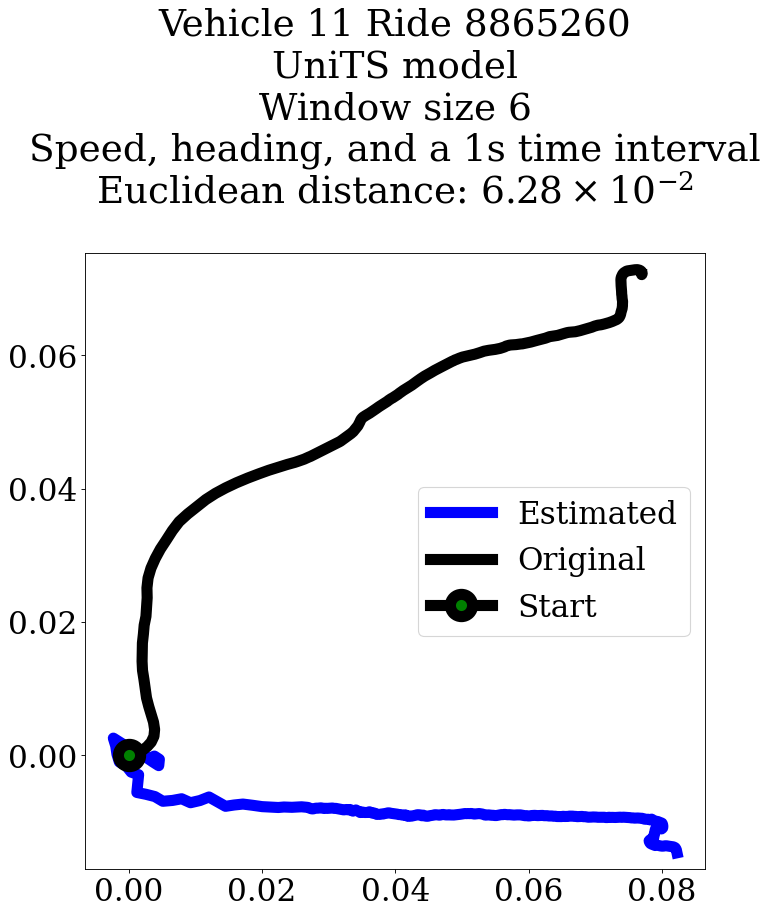 Vehicle 11 Ride 8865260
UniTS model
Window size 6
Speed, heading, and a 1s time interval
Euclidean distance: 6.28 × 10⁻²
0.06
0.04
0.02
0.00
Estimated
Original
Start
0.00 0.02 0.04 0.06 0.08